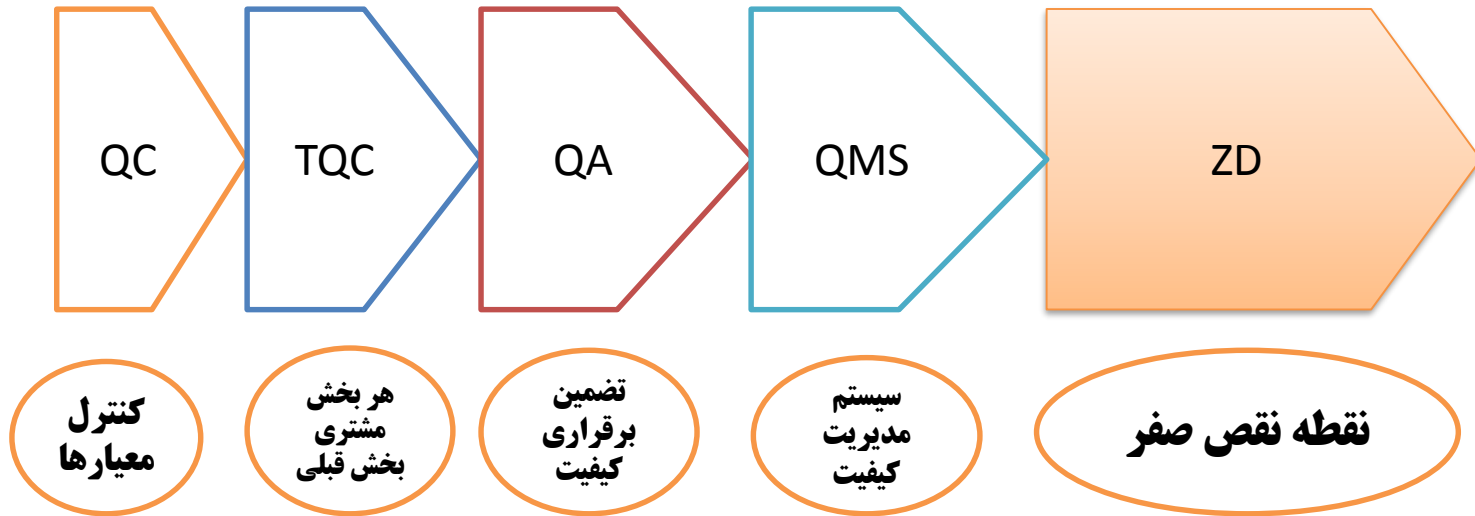 QC
TQC
QA
QMS
ZD
کنترل
معیارها
هر بخش
مشتری
بخش قبلی
تضمین
برقراری
کیفیت
سیستم
مدیریت
کیفیت
نقطه نقص صفر